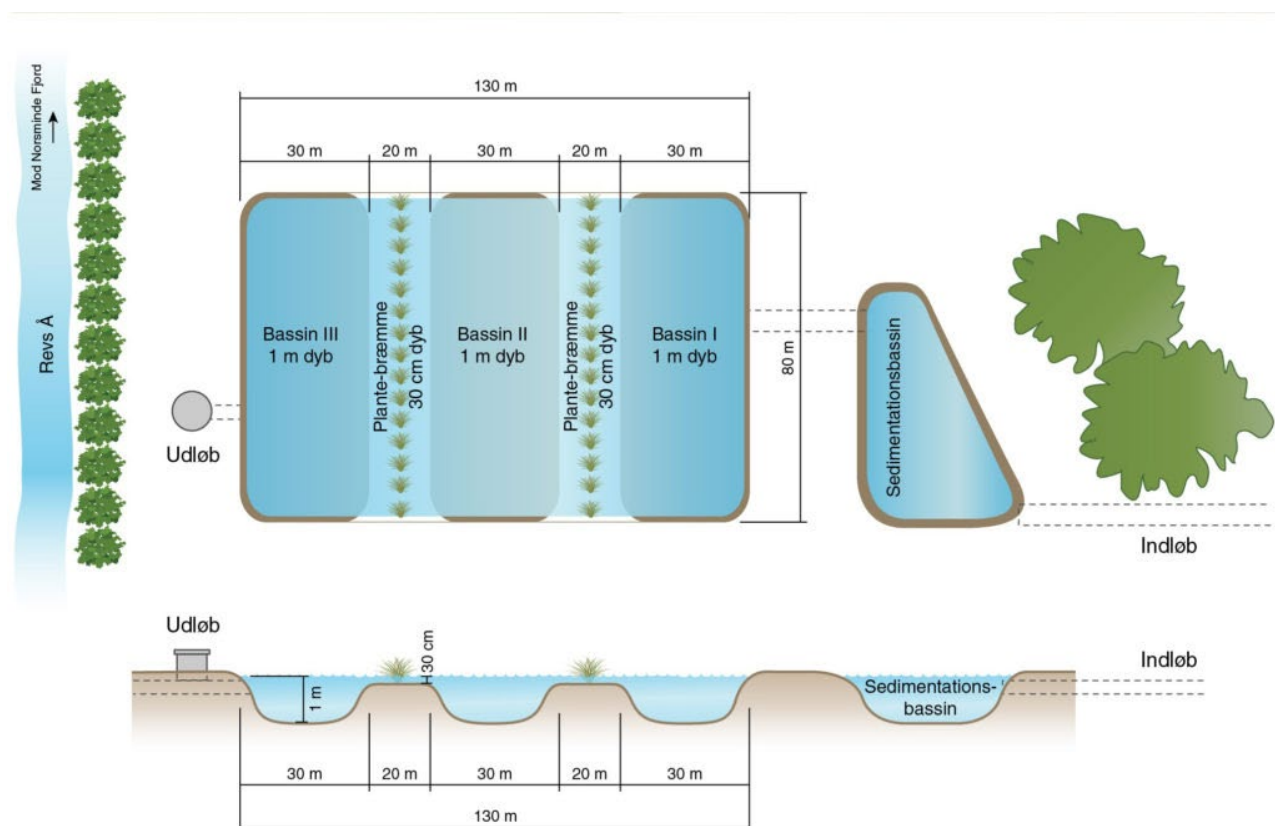 Mod Norsminde Fjord
Revs Å
130 m
30 m
20 m
30 m
20 m
30 m
Bassin III
1 m dyb
Plante-bræmme
30 cm dyb
Bassin II
1 m dyb
Plante-bræmme
30 cm dyb
Bassin I
1 m dyb
80 m
Sedimentationsbassin
Udløb
Indløb
Udløb
30 cm
1 m
Sedimentations-
bassin
Indløb
30 m
20 m
30 m
20 m
30 m
130 m